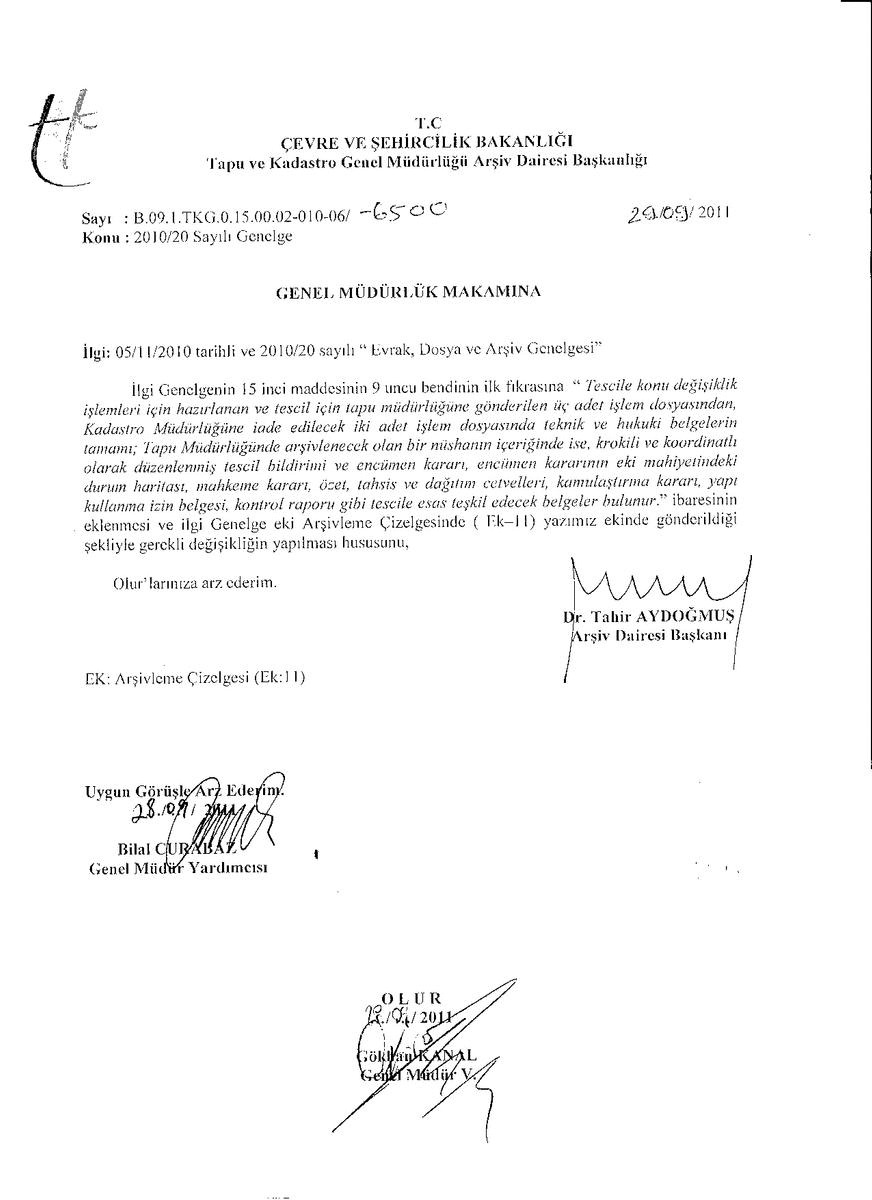 T.C
ÇEVRE VE ŞEHİRCİLİK BAKANLIĞI
Tapu ve Kadastro Genel Müdürlüğü Arşiv Dairesi Başkanlığı
Sayı : B.09.1.TKG.0.15.00.02-010-06/ -6500 29/09/ 2011
Konu : 2010/20 Sayılı Genelge
GENEL MÜDÜRLÜK MAKAMINA
İlgi: 05/11/2010 tarihli ve 2010/20 sayılı “ Evrak, Dosya ve Arşiv Genelgesi”
İlgi Genelgenin 15 inci maddesinin 9 uncu bendinin ilk fıkrasına “ Tescile konu değişiklik
işlemleri için hazırlanan ve tescil için tapu müdürlüğüne gönderilen üç adet işlem dosyasından,
Kadastro Müdürlüğüne iade edilecek iki adet işlem dosyasında teknik ve hukuki belgelerin
tamamı; Tapu Müdürlüğünde arşivlenecek olan bir nüshanın içeriğinde ise, krokili ve koordinatlı
olarak düzenlenmiş tescil bildirimi ve encümen kararı, encümen kararının eki mahiyetindeki
durum haritası, mahkeme kararı, özet, tahsis ve dağıtım cetvelleri, kamulaştırma kararı, yapı
kullanma izin belgesi, kontrol raporu gibi tescile esas teşkil edecek belgeler bulunur.” ibaresinin
eklenmesi ve ilgi Genelge eki Arşivleme Çizelgesinde ( Ek–11) yazımız ekinde gönderildiği
şekliyle gerekli değişikliğin yapılması hususunu,
Olur’larınıza arz ederim.
Dr. Tahir AYDOĞMUŞ
Arşiv Dairesi Başkanı
EK: Arşivleme Çizelgesi (Ek:11)
Uygun Görüşle Arz Ederim.
28./09/ 2011
Bilal CURABAZ
Genel Müdür Yardımcısı
O L U R
/ 2011
Gökhan KANAL
Genel Müdür V.